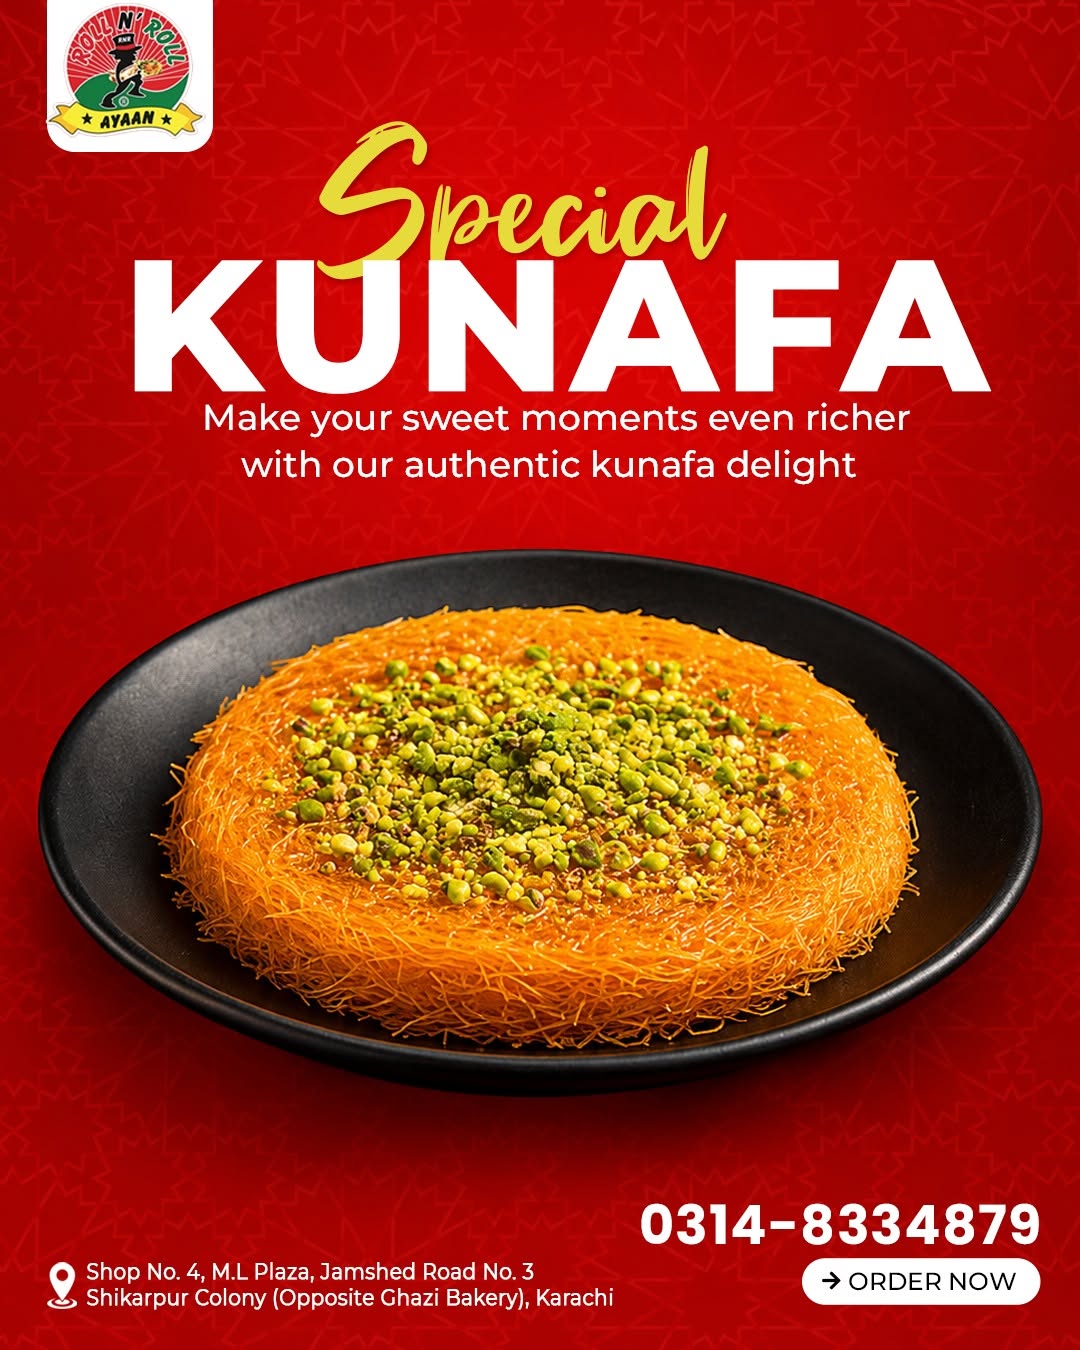 ROLL N' ROLL
RNR
AYAAN
Special
KUNAFA
Make your sweet moments even richer
with our authentic kunafa delight
0314-8334879
Shop No. 4, M.L Plaza, Jamshed Road No. 3
Shikarpur Colony (Opposite Ghazi Bakery), Karachi
→ ORDER NOW